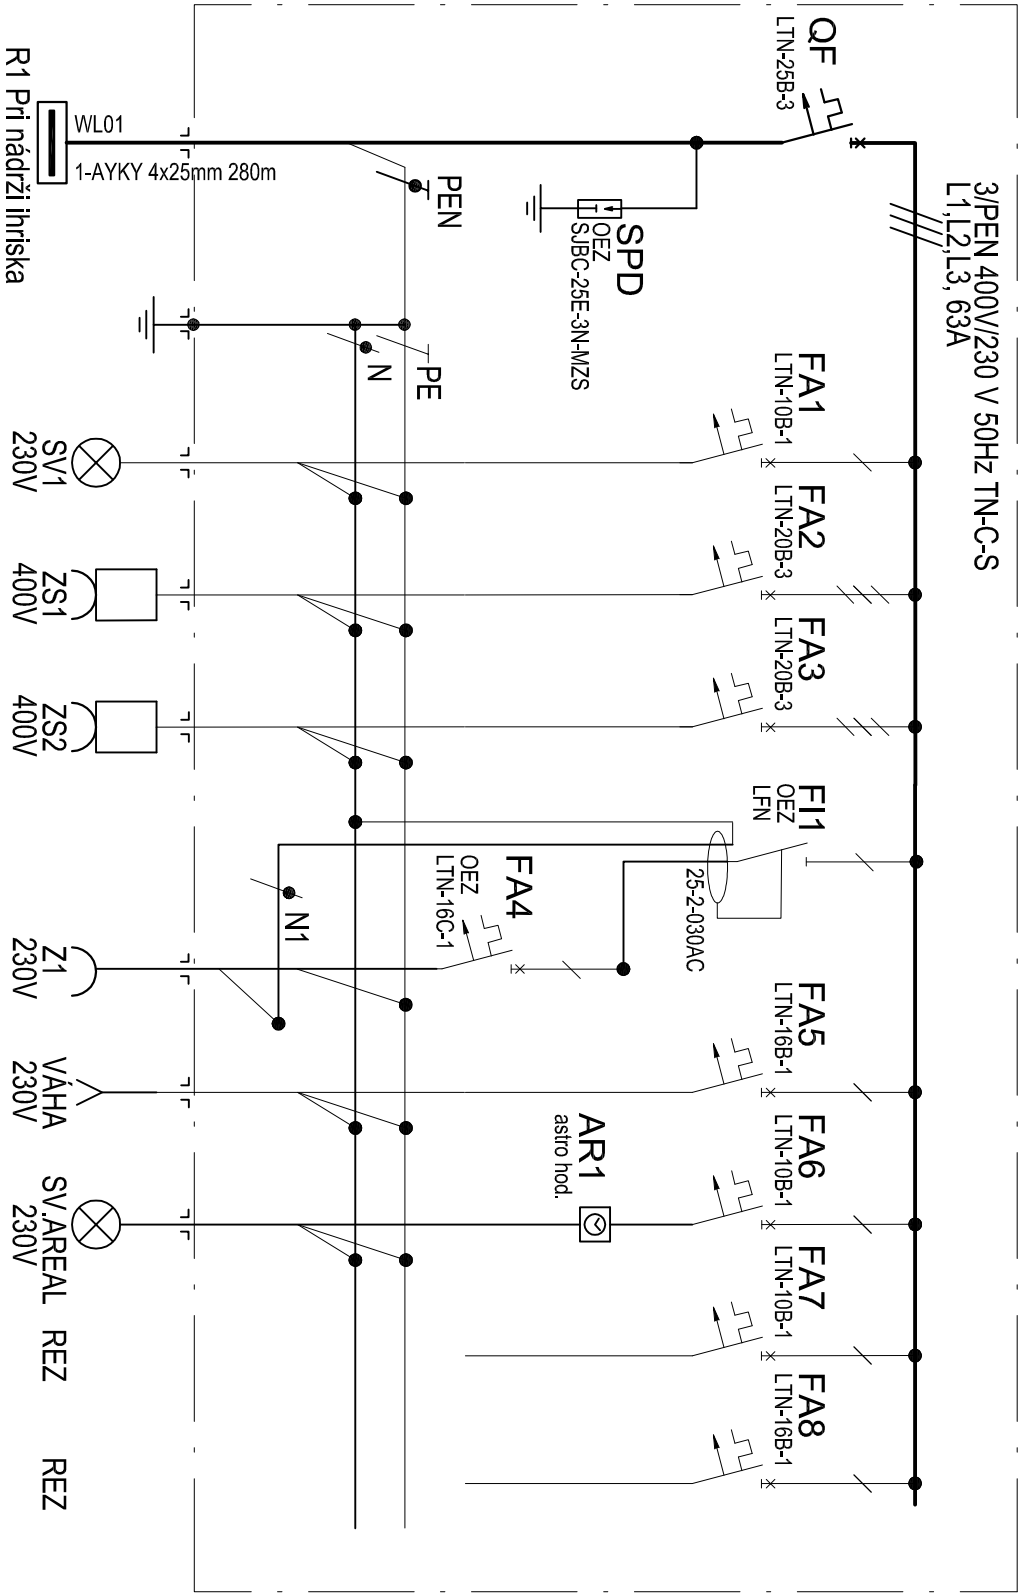 3/PEN 400V/230 V 50Hz TN-C-S
L1,L2,L3, 63A
QF
LTN-25B-3
SPD
OEZ
SJBC-25E-3N-MZS
WL01
1-AYKY 4x25mm 280m
R1 Pri nádrži ihriska
PEN
PE
N
FA1
LTN-10B-1
FA2
LTN-20B-3
FA3
LTN-20B-3
FI1
OEZ
LFN
25-2-030AC
FA4
OEZ
LTN-16C-1
N1
FA5
LTN-16B-1
FA6
LTN-10B-1
AR1
astro hod.
FA7
LTN-10B-1
FA8
LTN-16B-1
SV1
230V
ZS1
400V
ZS2
400V
Z1
230V
VÁHA
230V
SV.AREAL
230V
REZ
REZ